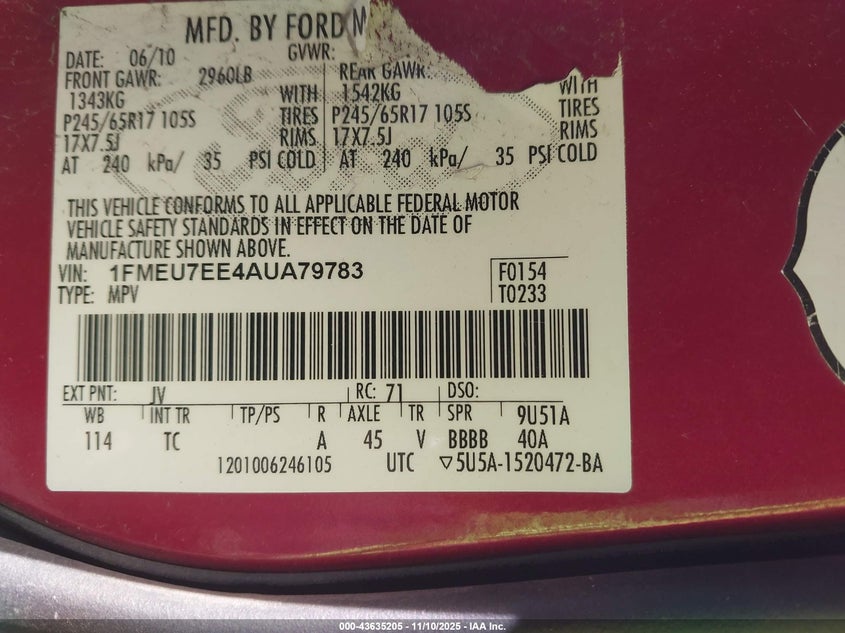 MFD. BY FORD
DATE: 06/10 GVWR:
FRONT GAWR: 2960LB REAR GAWR:
1343KG WITH 1542KG WITH
P245/65R17 105S TIRES P245/65R17 105S TIRES
17X7.5J RIMS 17X7.5J RIMS
AT 240 kPa/ 35 PSI COLD AT 240 kPa/ 35 PSI COLD
THIS VEHICLE CONFORMS TO ALL APPLICABLE FEDERAL MOTOR
VEHICLE SAFETY STANDARDS IN EFFECT ON THE DATE OF
MANUFACTURE SHOWN ABOVE.
VIN: 1FMEU7EE4AUA79783 F0154
TYPE: MPV T0233
EXT PNT: JV RC: 71 DSO:
WB INT TR TP/PS R AXLE TR SPR 9U51A
114 TC A 45 V BBBB 40A
1201006246105 UTC ▽5U5A-1520472-BA
000-43635205 - 11/10/2025 - IAA Inc.